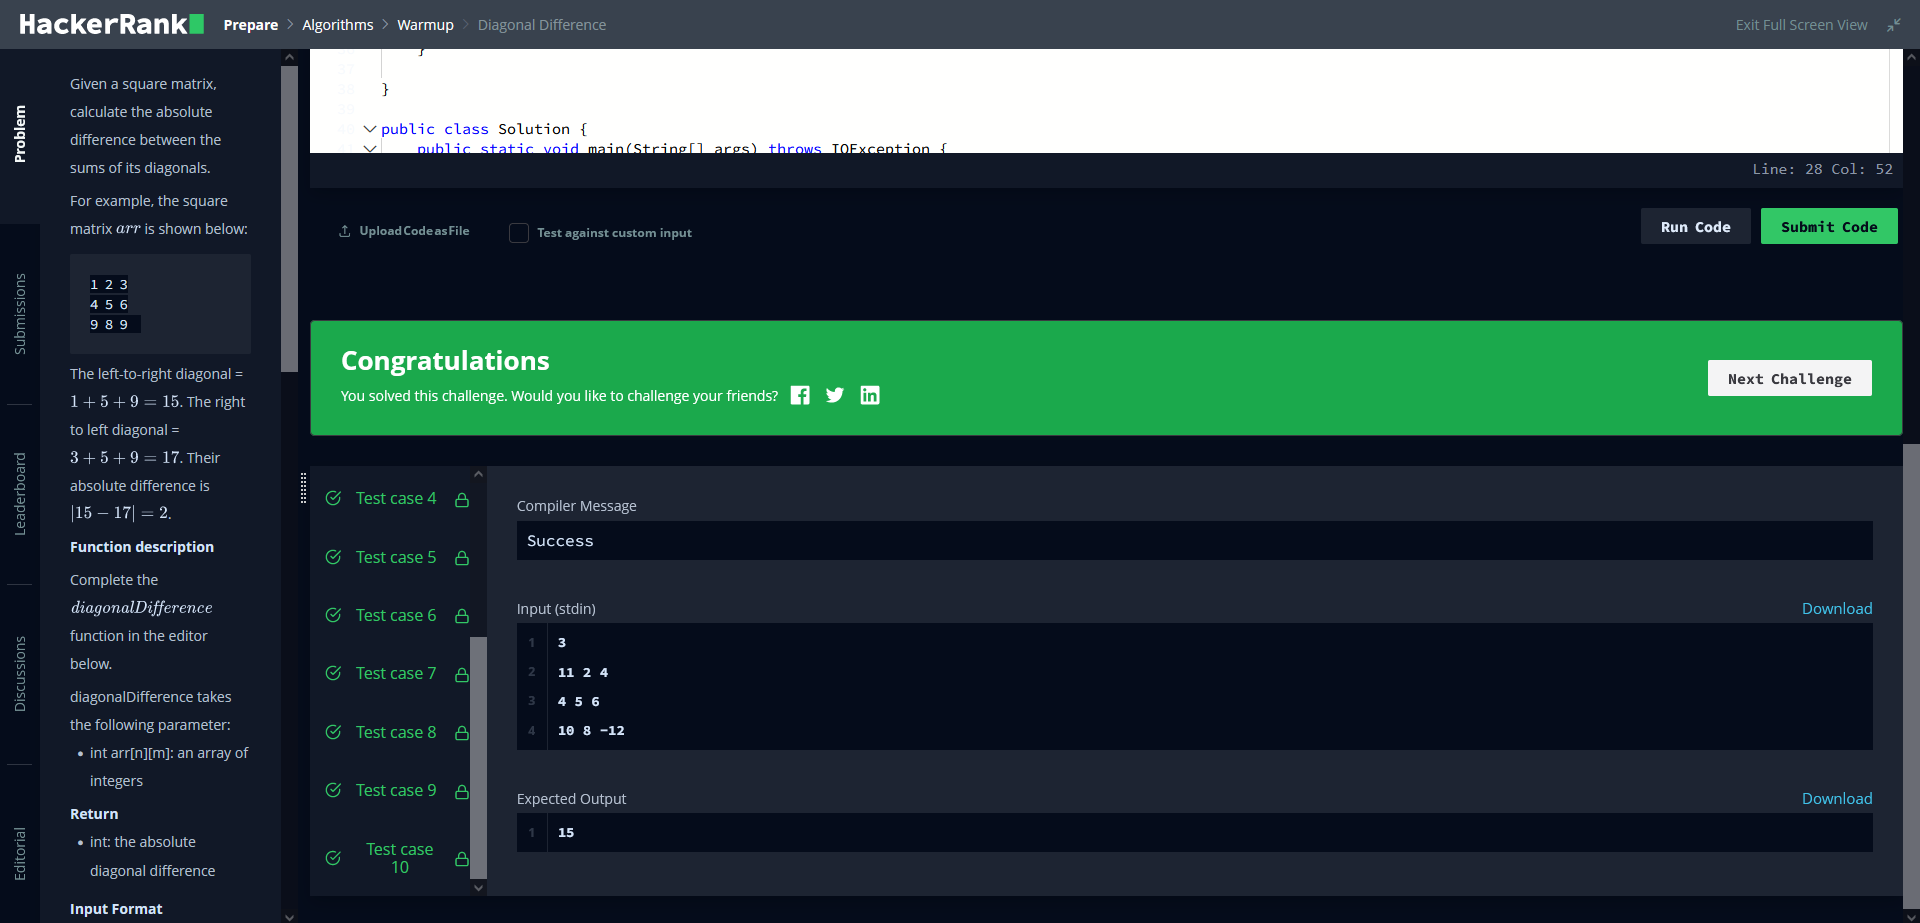 HackerRank
Prepare > Algorithms > Warmup > Diagonal Difference
Exit Full Screen View
Problem
Submissions
Leaderboard
Discussions
Editorial
Given a square matrix,
calculate the absolute
difference between the
sums of its diagonals.
For example, the square
matrix arr is shown below:
1 2 3
4 5 6
9 8 9
The left-to-right diagonal =
1 + 5 + 9 = 15. The right
to left diagonal =
3 + 5 + 9 = 17. Their
absolute difference is
|15 − 17| = 2.
Function description
Complete the
diagonalDifference
function in the editor
below.
diagonalDifference takes
the following parameter:
• int arr[n][m]: an array of
integers
Return
• int: the absolute
diagonal difference
Input Format
}
37
38 }
39
40 public class Solution {
41 public static void main(String[] args) throws IOException {
Line: 28 Col: 52
Upload Code as File
Test against custom input
Run Code
Submit Code
Congratulations
You solved this challenge. Would you like to challenge your friends?
Next Challenge
Test case 4
Test case 5
Test case 6
Test case 7
Test case 8
Test case 9
Test case
10
Compiler Message
Success
Input (stdin)
Download
1 3
2 11 2 4
3 4 5 6
4 10 8 -12
Expected Output
Download
1 15